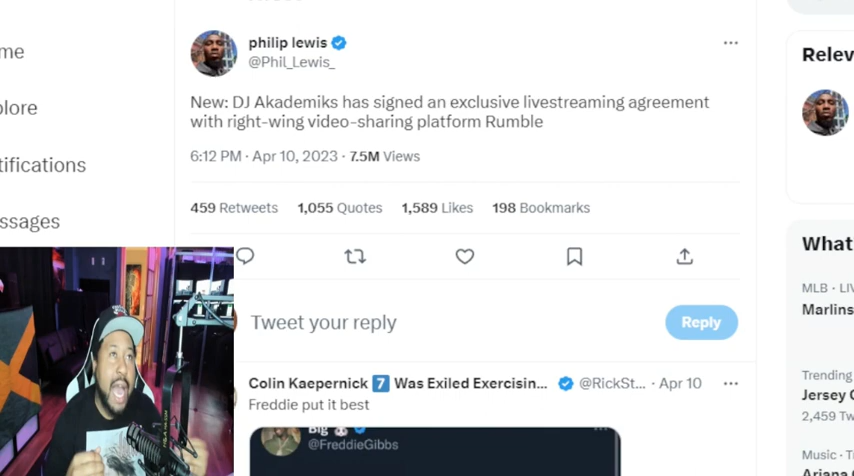 philip lewis
@Phil_Lewis_
New: DJ Akademiks has signed an exclusive livestreaming agreement
with right-wing video-sharing platform Rumble
6:12 PM · Apr 10, 2023 · 7.5M Views
459 Retweets 1,055 Quotes 1,589 Likes 198 Bookmarks
Tweet your reply
Reply
Colin Kaepernick 7 Was Exiled Exercisin... @RickSt... · Apr 10
Freddie put it best
Big
@FreddieGibbs
me
plore
tifications
ssages
Relev
What
MLB · LIV
Marlins
Trending
Jersey C
2,459 Tw
Music · T
Ariana G